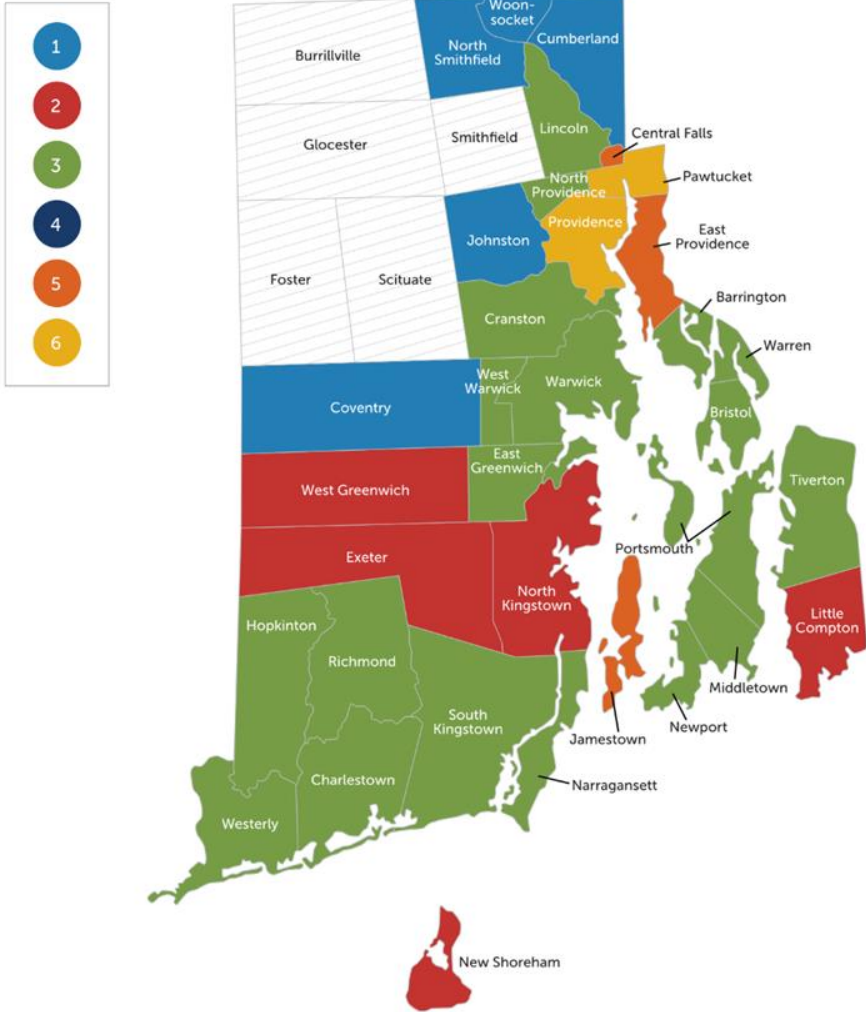 1
2
3
4
5
6
Woon-
socket
Cumberland
North
Smithfield
Burrillville
Glocester
Smithfield
Lincoln
Central Falls
North
Providence
Pawtucket
Providence
East
Providence
Johnston
Foster
Scituate
Cranston
Barrington
Warren
West
Warwick
Warwick
Coventry
Bristol
East
Greenwich
Tiverton
West Greenwich
Portsmouth
Exeter
North
Kingstown
Little
Compton
Hopkinton
Richmond
Middletown
South
Kingstown
Newport
Jamestown
Charlestown
Narragansett
Westerly
New Shoreham